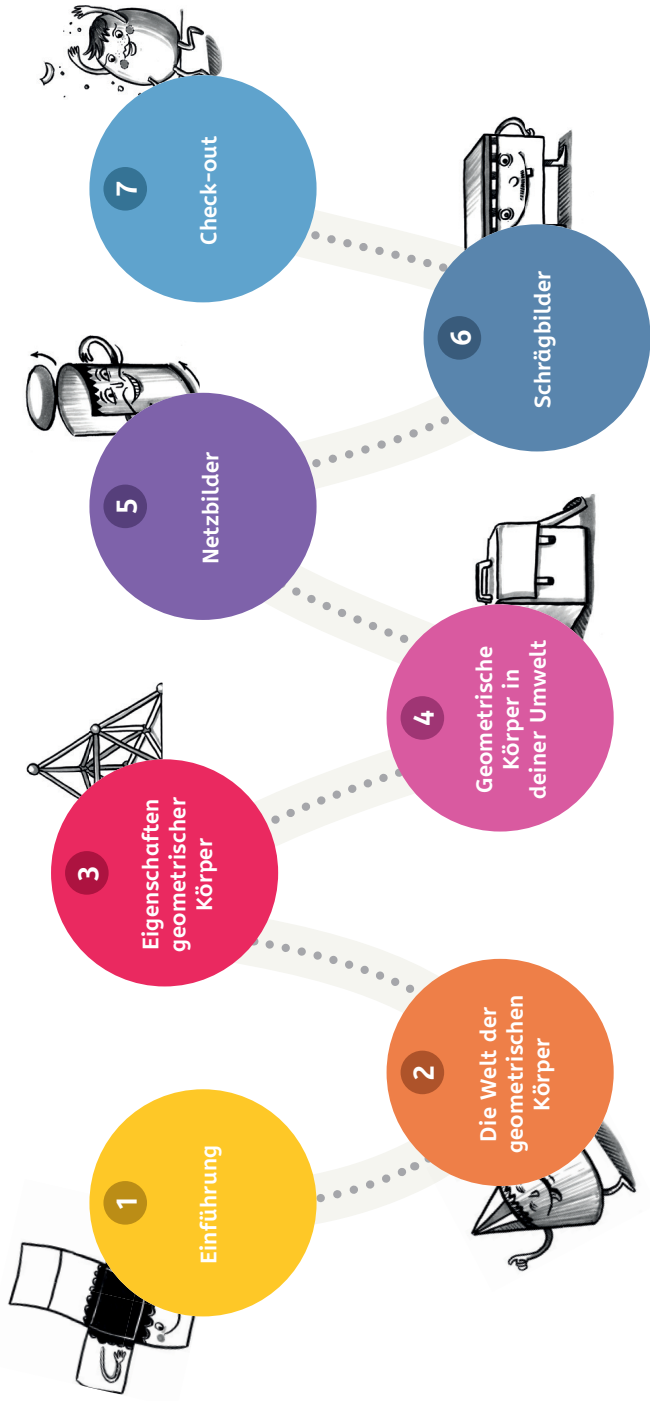 1
Einführung
2
Die Welt der
geometrischen
Körper
3
Eigenschaften
geometrischer
Körper
4
Geometrische
Körper in
deiner Umwelt
5
Netzbilder
6
Schrägbilder
7
Check-out